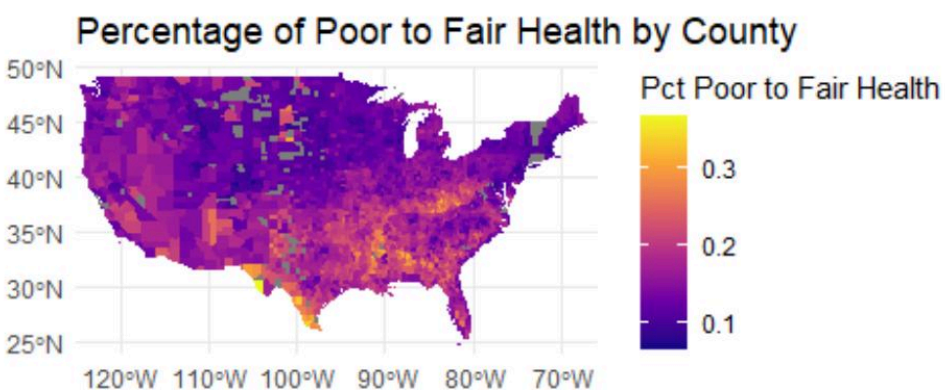 Percentage of Poor to Fair Health by County
50°N
45°N
40°N
35°N
30°N
25°N
120°W 110°W 100°W 90°W 80°W 70°W
Pct Poor to Fair Health
0.3
0.2
0.1